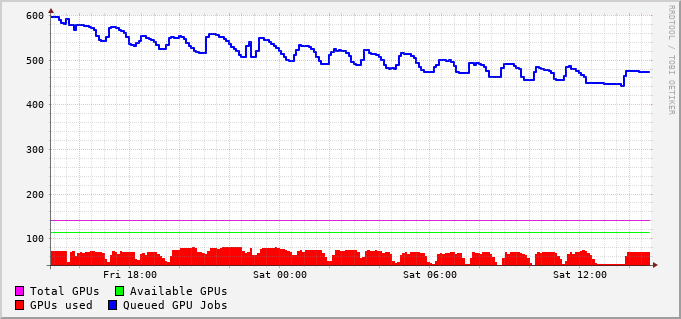 600
500
400
300
200
100
Fri 18:00 Sat 00:00 Sat 06:00 Sat 12:00
Total GPUs Available GPUs
GPUs used Queued GPU Jobs
RRDTOOL / TOBI OETIKER